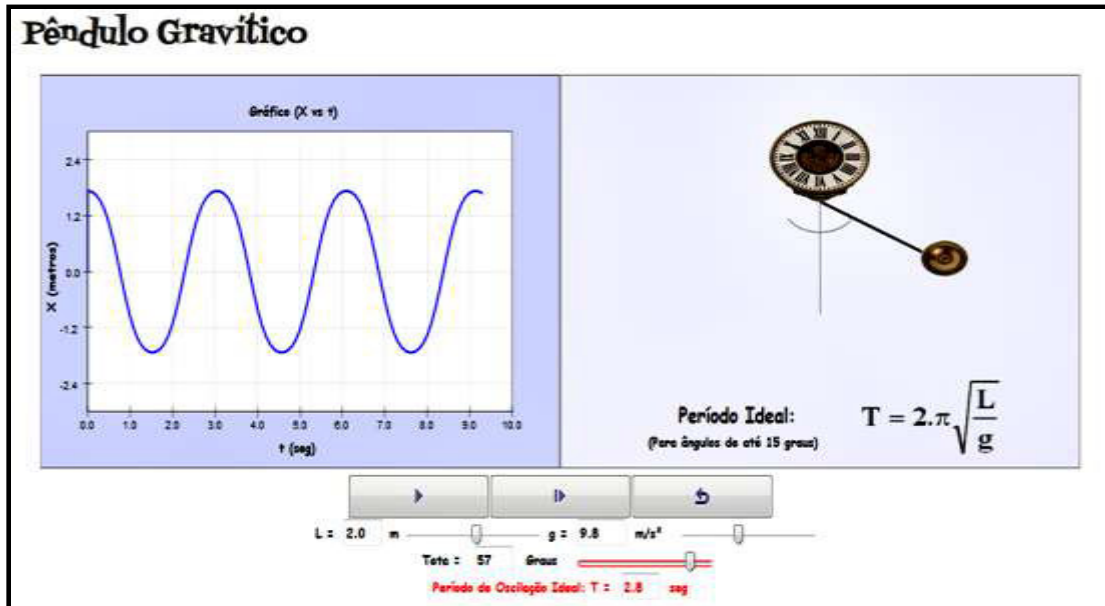 Pêndulo Gravítico
Gráfico (X vs t)
X (metros)
2.4
1.2
0.0
-1.2
-2.4
0.0 1.0 2.0 3.0 4.0 5.0 6.0 7.0 8.0 9.0 10.0
t (seg)
Período Ideal:
(Para ângulos de até 15 graus)
T = 2.π√(L/g)
L = 2.0 m g = 9.8 m/s²
Teta = 57 Graus
Período de Oscilação Ideal: T = 2.8 seg